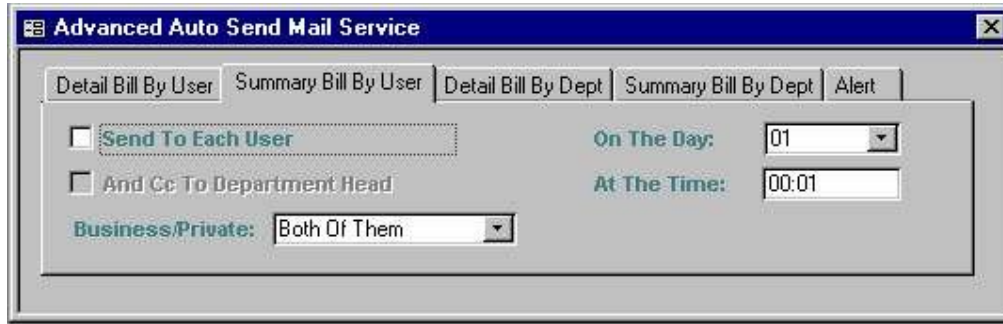 Advanced Auto Send Mail Service
Detail Bill By User Summary Bill By User Detail Bill By Dept Summary Bill By Dept Alert
Send To Each User On The Day: 01
And Cc To Department Head At The Time: 00:01
Business/Private: Both Of Them